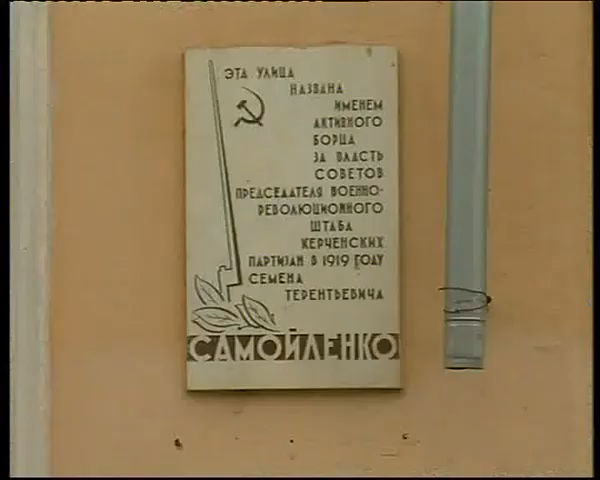 ЭТА УЛИЦА
НАЗВАНА
ИМЕНЕМ
АКТИВНОГО
БОРЦА
ЗА ВЛАСТЬ
СОВЕТОВ
ПРЕДСЕДАТЕЛЯ ВОЕННО-
РЕВОЛЮЦИОННОГО
ШТАБА
КЕРЧЕНСКИХ
ПАРТИЗАН В 1919 ГОДУ
СЕМЕНА
ТЕРЕНТЬЕВИЧА
САМОЙЛЕНКО